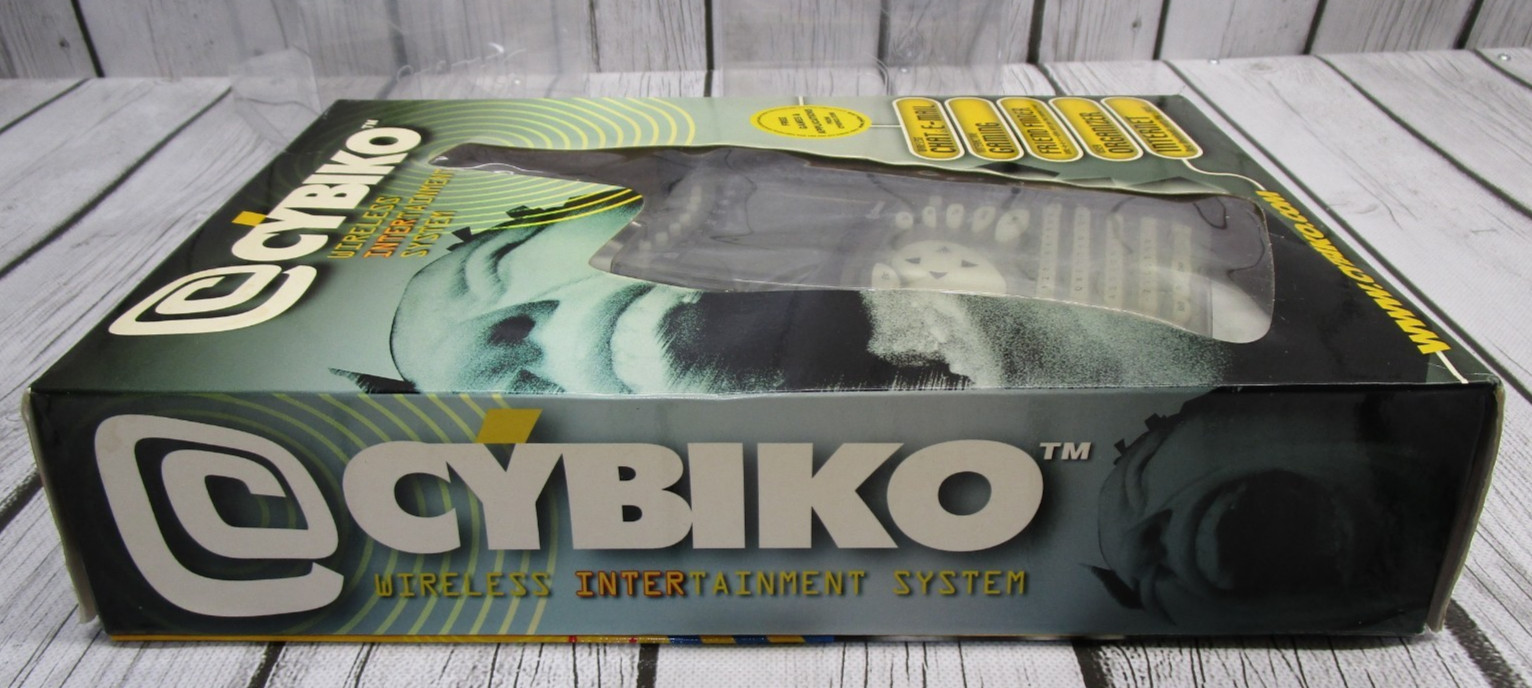 CYBIKO™
WIRELESS
INTERTAINMENT
SYSTEM
CHAT E-MAIL
GAMING
FRIEND FINDER
ORGANIZER
INTERNET
WWW.CYBIKO.COM
C CYBIKO™
WIRELESS INTERTAINMENT SYSTEM